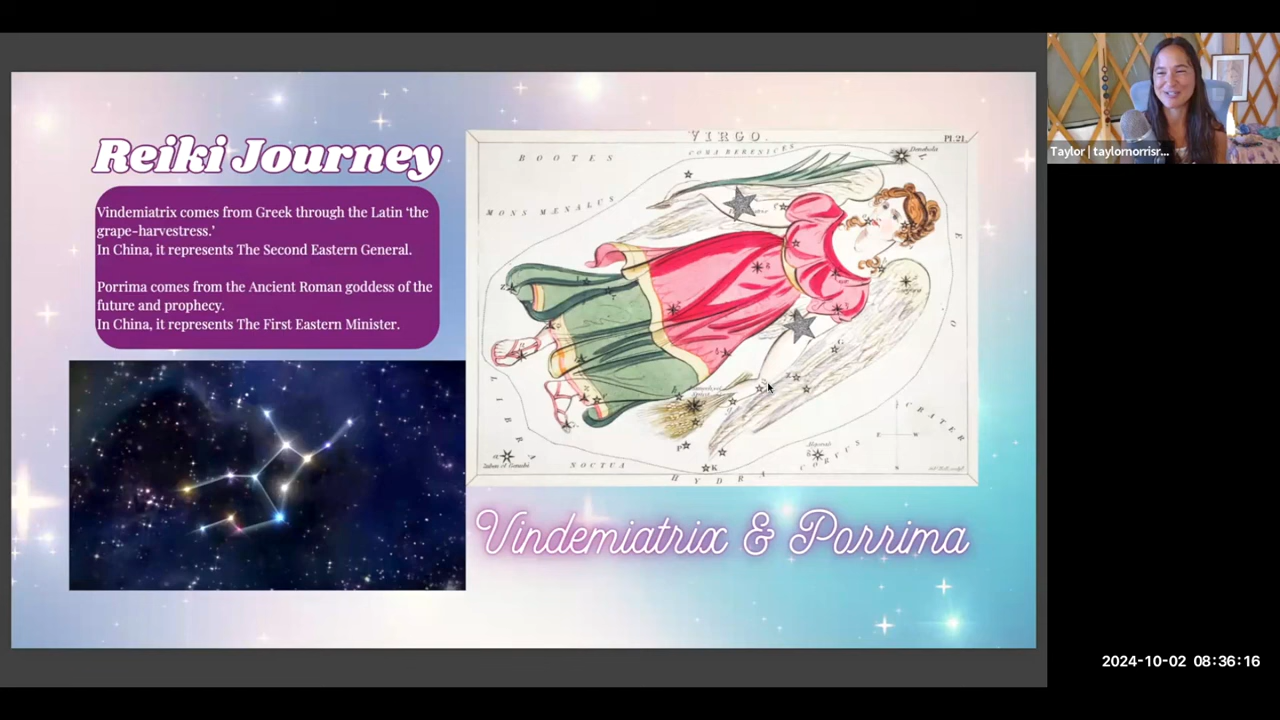 Reiki Journey
Vindemiatrix comes from Greek through the Latin ‘the
grape-harvestress.’
In China, it represents The Second Eastern General.
Porrima comes from the Ancient Roman goddess of the
future and prophecy.
In China, it represents The First Eastern Minister.
VIRGO.
Pl. 21
BOOTES
COMA BERENICES
Denebola
MONS MÆNALUS
LIBRA
NOCTUA
HYDRA
CORPUS
CRATER
E
W
Vindemiatrix & Porrima
Taylor | taylornorrisr...
2024-10-02 08:36:16